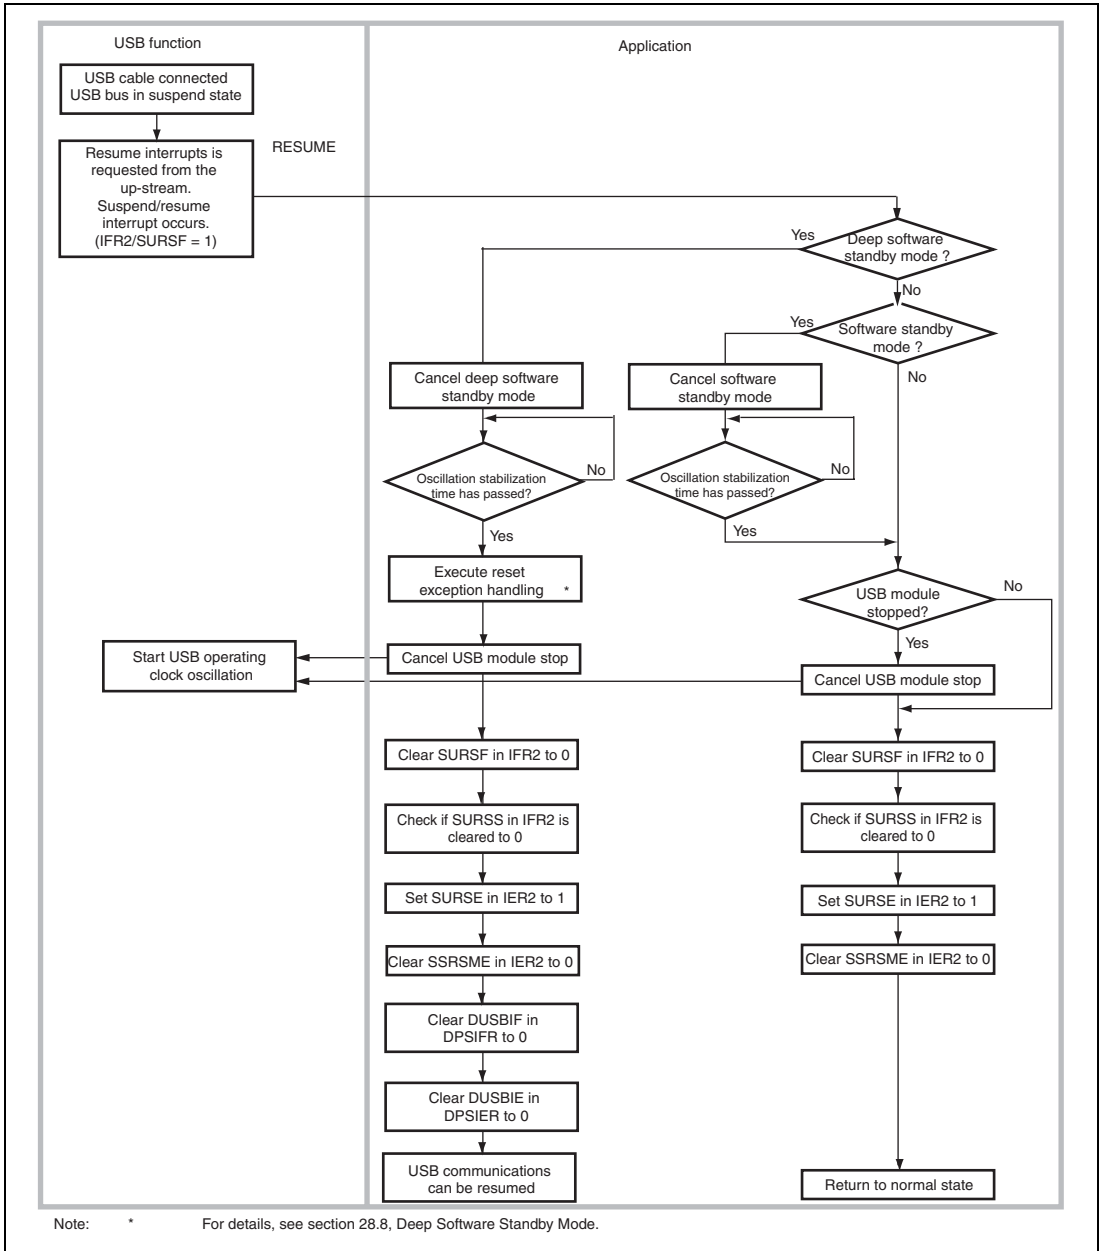 USB function
Application
USB cable connected
USB bus in suspend state
Resume interrupts is
requested from the
up-stream.
Suspend/resume
interrupt occurs.
(IFR2/SURSF = 1)
RESUME
Yes
Deep software
standby mode ?
No
Yes
Software standby
mode ?
No
Cancel deep software
standby mode
Cancel software
standby mode
Oscillation stabilization
time has passed?
No
Oscillation stabilization
time has passed?
No
Yes
Yes
Execute reset
exception handling *
USB module
stopped?
No
Yes
Start USB operating
clock oscillation
Cancel USB module stop
Cancel USB module stop
Clear SURSF in IFR2 to 0
Clear SURSF in IFR2 to 0
Check if SURSS in IFR2 is
cleared to 0
Check if SURSS in IFR2 is
cleared to 0
Set SURSE in IER2 to 1
Set SURSE in IER2 to 1
Clear SSRSME in IER2 to 0
Clear SSRSME in IER2 to 0
Clear DUSBIF in
DPSIFR to 0
Clear DUSBIE in
DPSIER to 0
USB communications
can be resumed
Return to normal state
Note: * For details, see section 28.8, Deep Software Standby Mode.